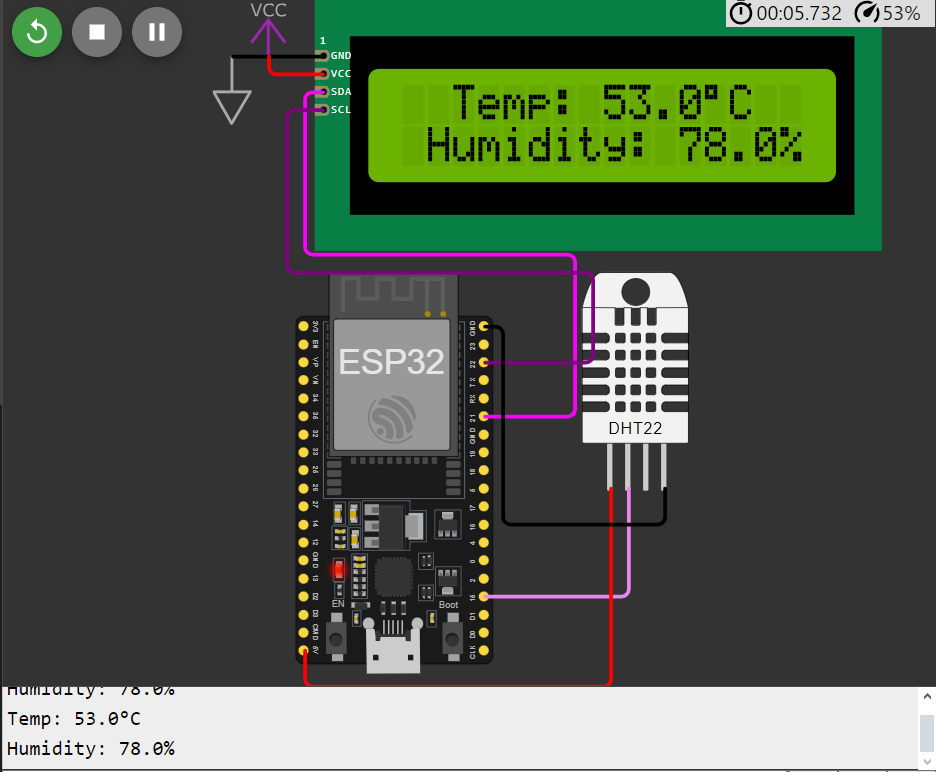 VCC
00:05.732 53%
1
GND
VCC
SDA
SCL
Temp: 53.0°C
Humidity: 78.0%
ESP32
3V3
EN
VP
VN
34
35
32
33
25
26
27
14
12
GND
13
D2
D3
CMD
5V
GND
23
22
TX
RX
21
GND
19
18
5
17
16
4
0
2
15
D1
D0
CLK
EN
Boot
DHT22
Humidity: 78.0%
Temp: 53.0°C
Humidity: 78.0%